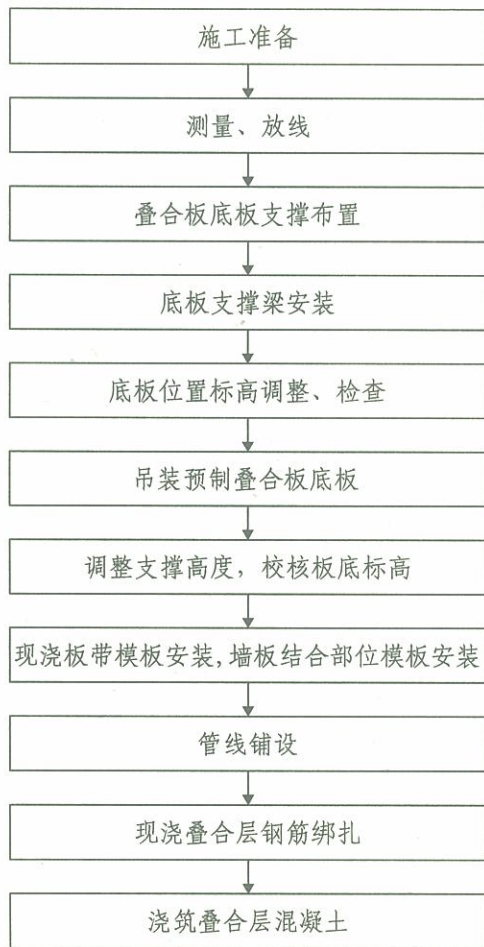 施工准备
测量、放线
叠合板底板支撑布置
底板支撑梁安装
底板位置标高调整、检查
吊装预制叠合板底板
调整支撑高度，校核板底标高
现浇板带模板安装,墙板结合部位模板安装
管线铺设
现浇叠合层钢筋绑扎
浇筑叠合层混凝土